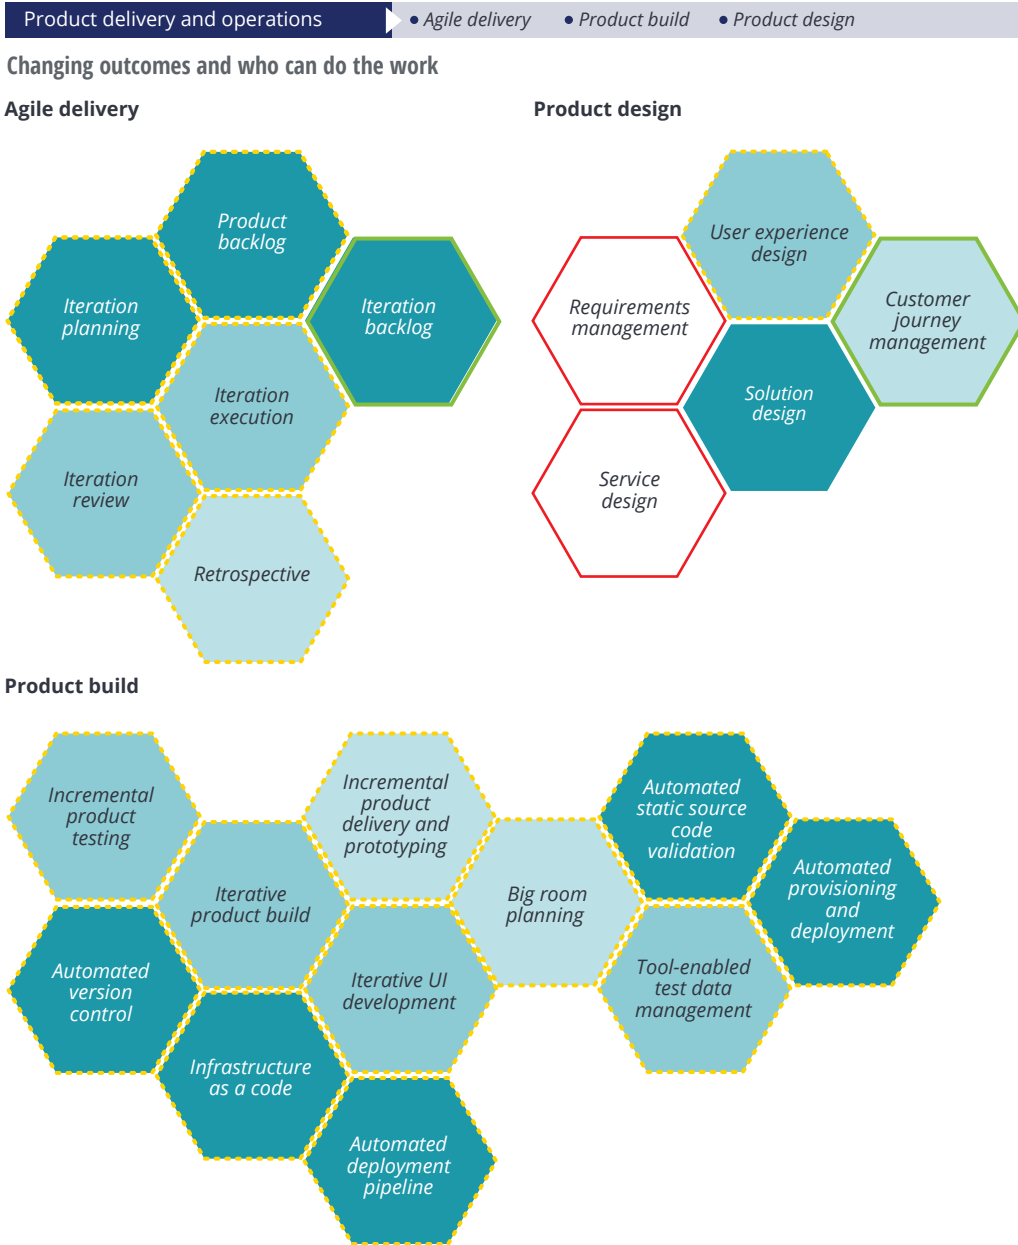 Product delivery and operations
• Agile delivery • Product build • Product design
Changing outcomes and who can do the work
Agile delivery
Product
backlog
Iteration
planning
Iteration
backlog
Iteration
execution
Iteration
review
Retrospective
Product design
User experience
design
Requirements
management
Customer
journey
management
Solution
design
Service
design
Product build
Incremental
product
testing
Incremental
product
delivery and
prototyping
Automated
static source
code
validation
Iterative
product build
Big room
planning
Automated
provisioning
and
deployment
Automated
version
control
Iterative UI
development
Tool-enabled
test data
management
Infrastructure
as a code
Automated
deployment
pipeline